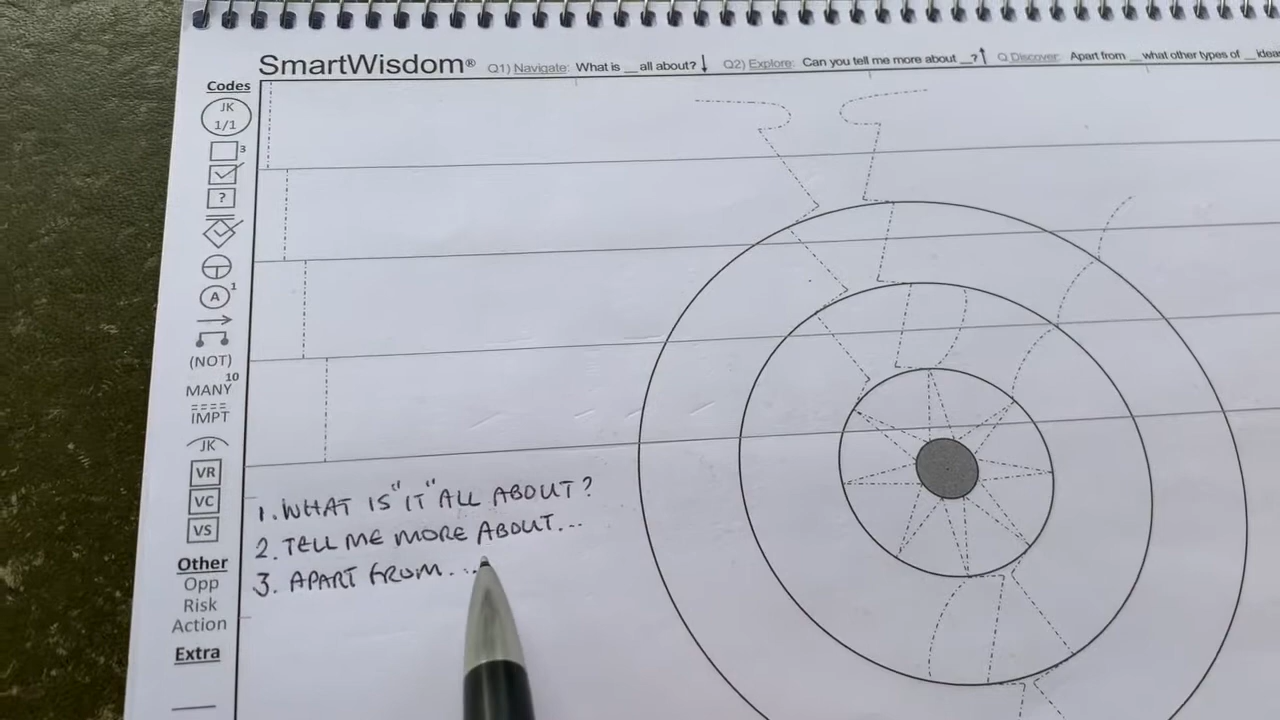 SmartWisdom® Q1) Navigate: What is __ all about?↓ Q2) Explore: Can you tell me more about __?↑ Q Discover: Apart from __ what other types of __
Codes
JK
1/1
3
?
A 1
(NOT)
MANY 10
IMPT
JK
VR
VC
VS
Other
Opp
Risk
Action
Extra
1. WHAT IS "IT" ALL ABOUT?
2. TELL ME MORE ABOUT...
3. APART FROM...